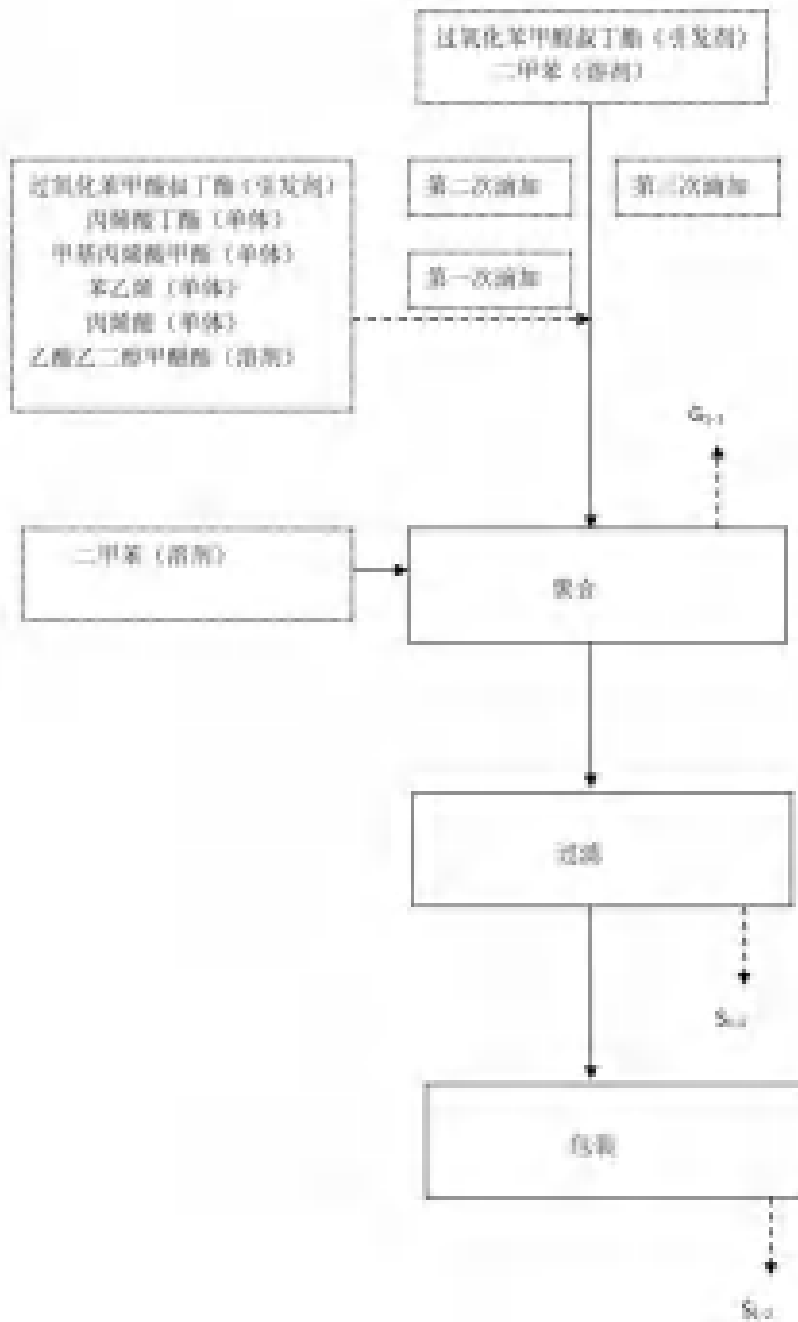 过氧化苯甲酸叔丁酯（引发剂）
二甲苯（溶剂）
第二次滴加
第三次滴加
过氧化苯甲酸叔丁酯（引发剂）
丙烯酸丁酯（单体）
甲基丙烯酸甲酯（单体）
苯乙烯（单体）
丙烯酸（单体）
乙酸乙二醇甲醚酯（溶剂）
第一次滴加
二甲苯（溶剂）
聚合
过滤
包装